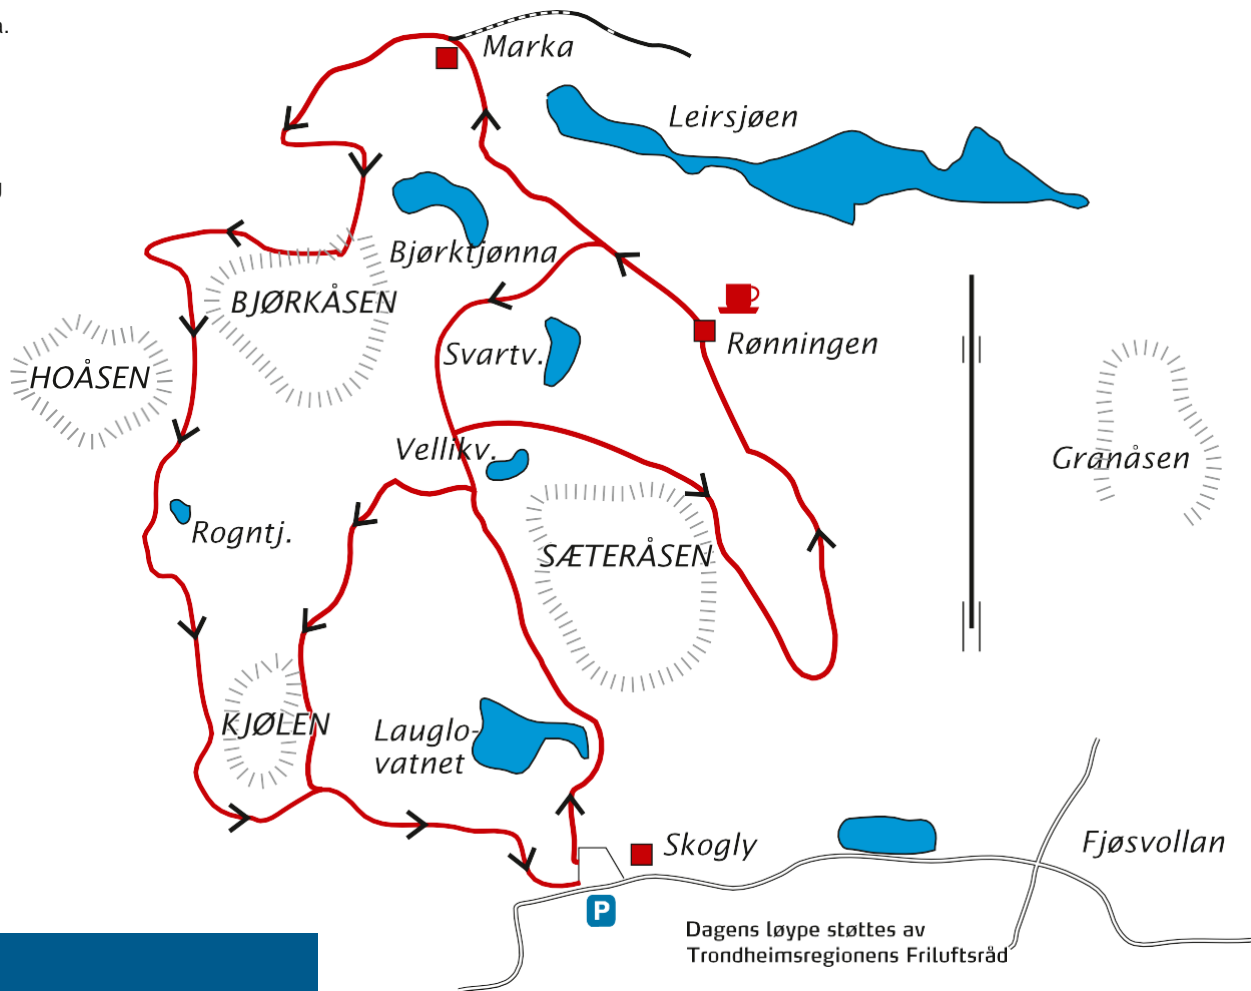 a.
Marka
Leirsjøen
Bjørktjønna
BJØRKÅSEN
Rønningen
Svartv.
HOÅSEN
Vellikv.
Granåsen
Rogntj.
SÆTERÅSEN
KJØLEN
Lauglo-
vatnet
Skogly
Fjøsvollan
P
Dagens løype støttes av
Trondheimsregionens Friluftsråd